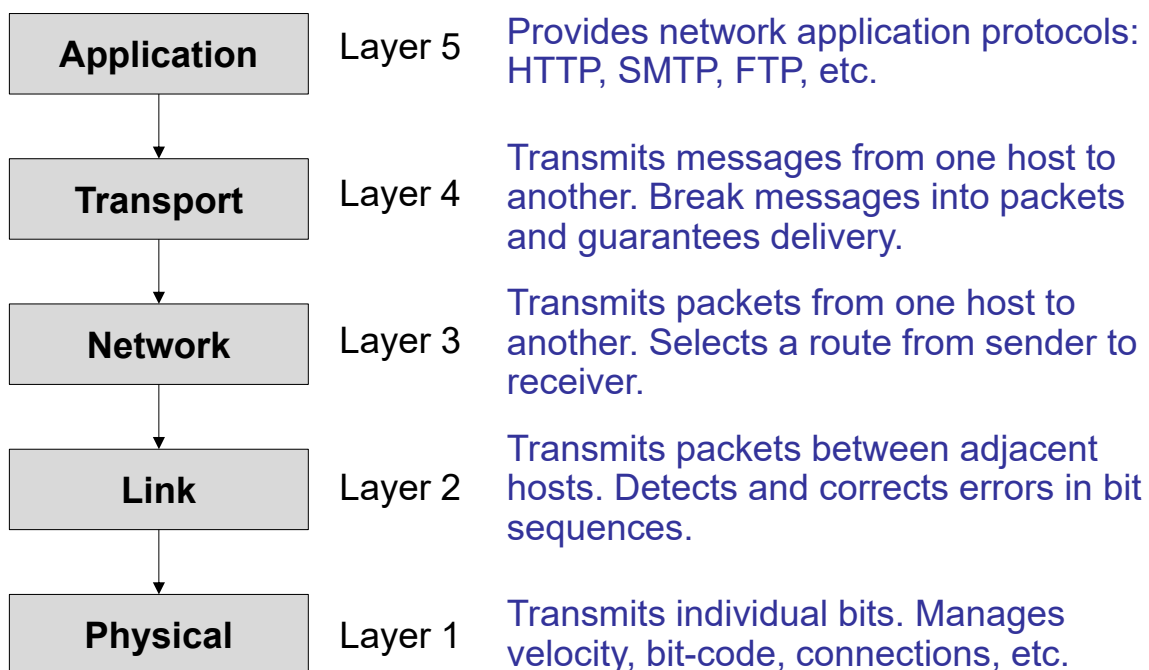 Application
Layer 5
Provides network application protocols:
HTTP, SMTP, FTP, etc.
Transport
Layer 4
Transmits messages from one host to
another. Break messages into packets
and guarantees delivery.
Network
Layer 3
Transmits packets from one host to
another. Selects a route from sender to
receiver.
Link
Layer 2
Transmits packets between adjacent
hosts. Detects and corrects errors in bit
sequences.
Physical
Layer 1
Transmits individual bits. Manages
velocity, bit-code, connections, etc.